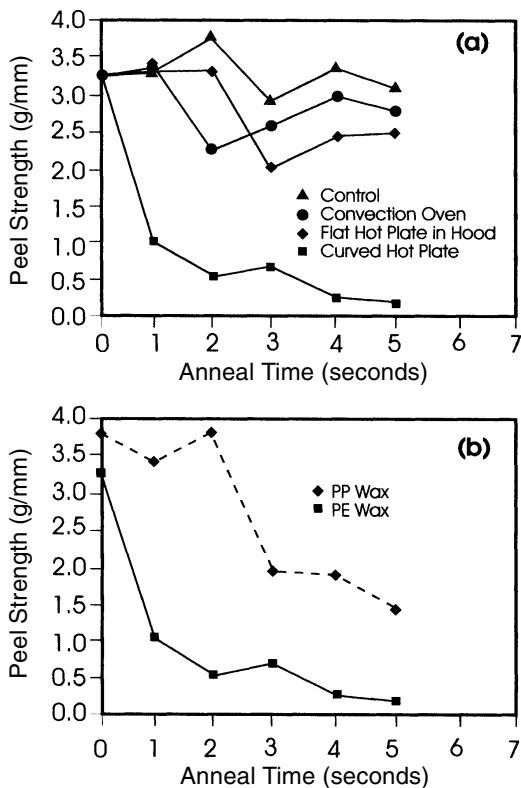 (a)
4.0
3.5
3.0
2.5
2.0
1.5
1.0
0.5
0.0
Peel Strength (g/mm)
Control
Convection Oven
Flat Hot Plate in Hood
Curved Hot Plate
0 1 2 3 4 5 6 7
Anneal Time (seconds)
(b)
4.0
3.5
3.0
2.5
2.0
1.5
1.0
0.5
0.0
Peel Strength (g/mm)
PP Wax
PE Wax
0 1 2 3 4 5 6 7
Anneal Time (seconds)